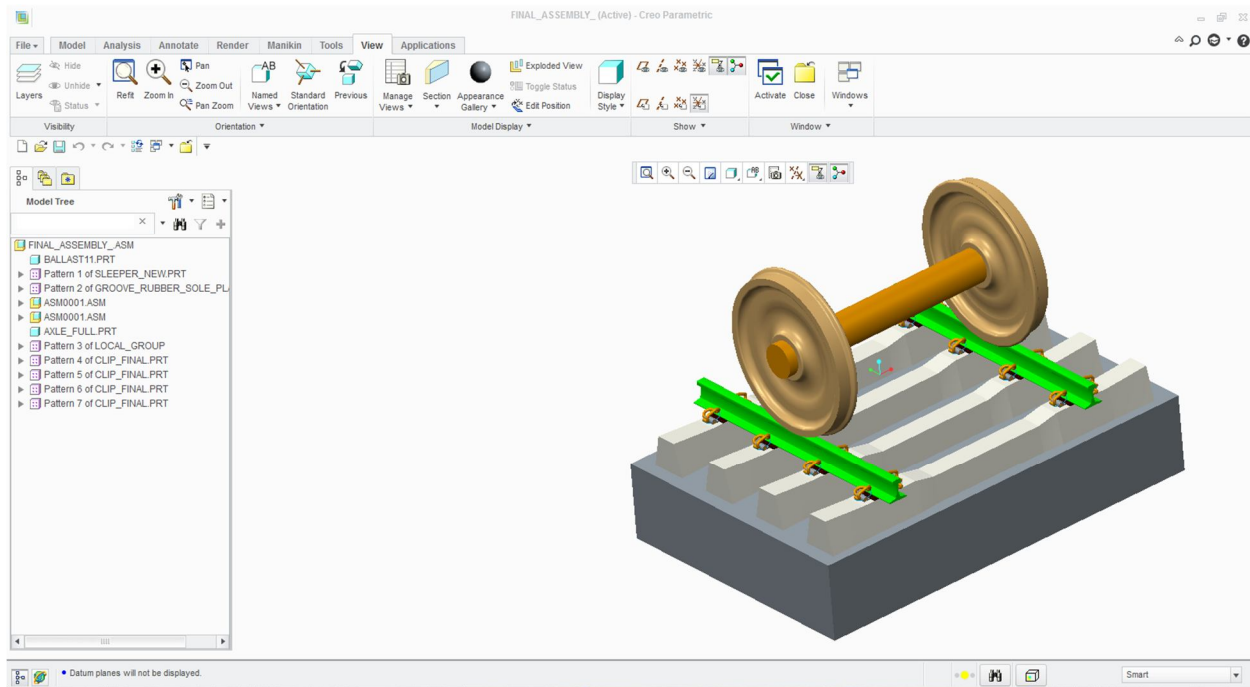 FINAL_ASSEMBLY_ (Active) - Creo Parametric
File Model Analysis Annotate Render Manikin Tools View Applications
Hide
Unhide
Status
Layers
Refit
Zoom In
Pan
Zoom Out
Pan Zoom
Named Views
Standard Orientation
Previous
Manage Views
Section
Appearance Gallery
Exploded View
Toggle Status
Edit Position
Display Style
Activate
Close
Windows
Visibility Orientation Model Display Show Window
Model Tree
FINAL_ASSEMBLY_.ASM
BALLAST11.PRT
Pattern 1 of SLEEPER_NEW.PRT
Pattern 2 of GROOVE_RUBBER_SOLE_PL
ASM0001.ASM
ASM0001.ASM
AXLE_FULL.PRT
Pattern 3 of LOCAL_GROUP
Pattern 4 of CLIP_FINAL.PRT
Pattern 5 of CLIP_FINAL.PRT
Pattern 6 of CLIP_FINAL.PRT
Pattern 7 of CLIP_FINAL.PRT
Datum planes will not be displayed.
Smart